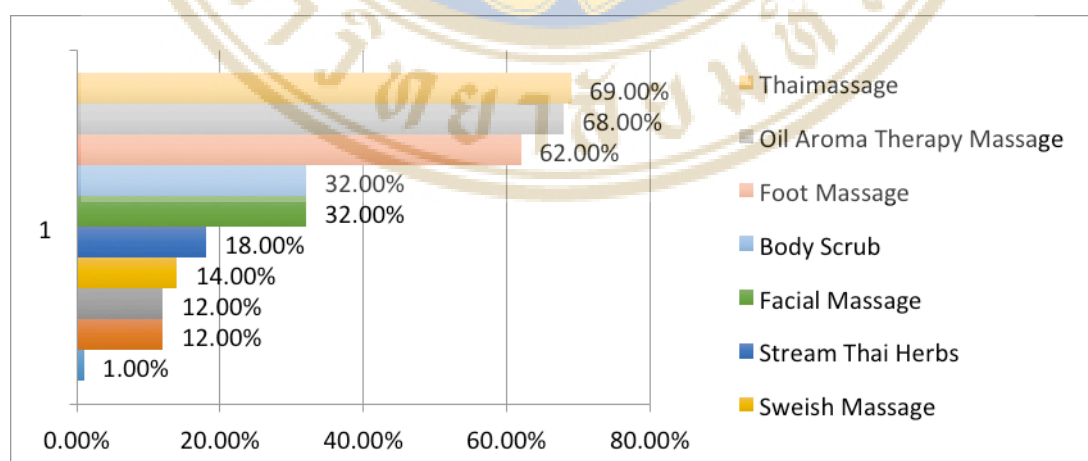 69.00%
68.00%
62.00%
32.00%
32.00%
18.00%
14.00%
12.00%
12.00%
1.00%
1
0.00%
20.00%
40.00%
60.00%
80.00%
Thaimassage
Oil Aroma Therapy Massage
Foot Massage
Body Scrub
Facial Massage
Stream Thai Herbs
Sweish Massage